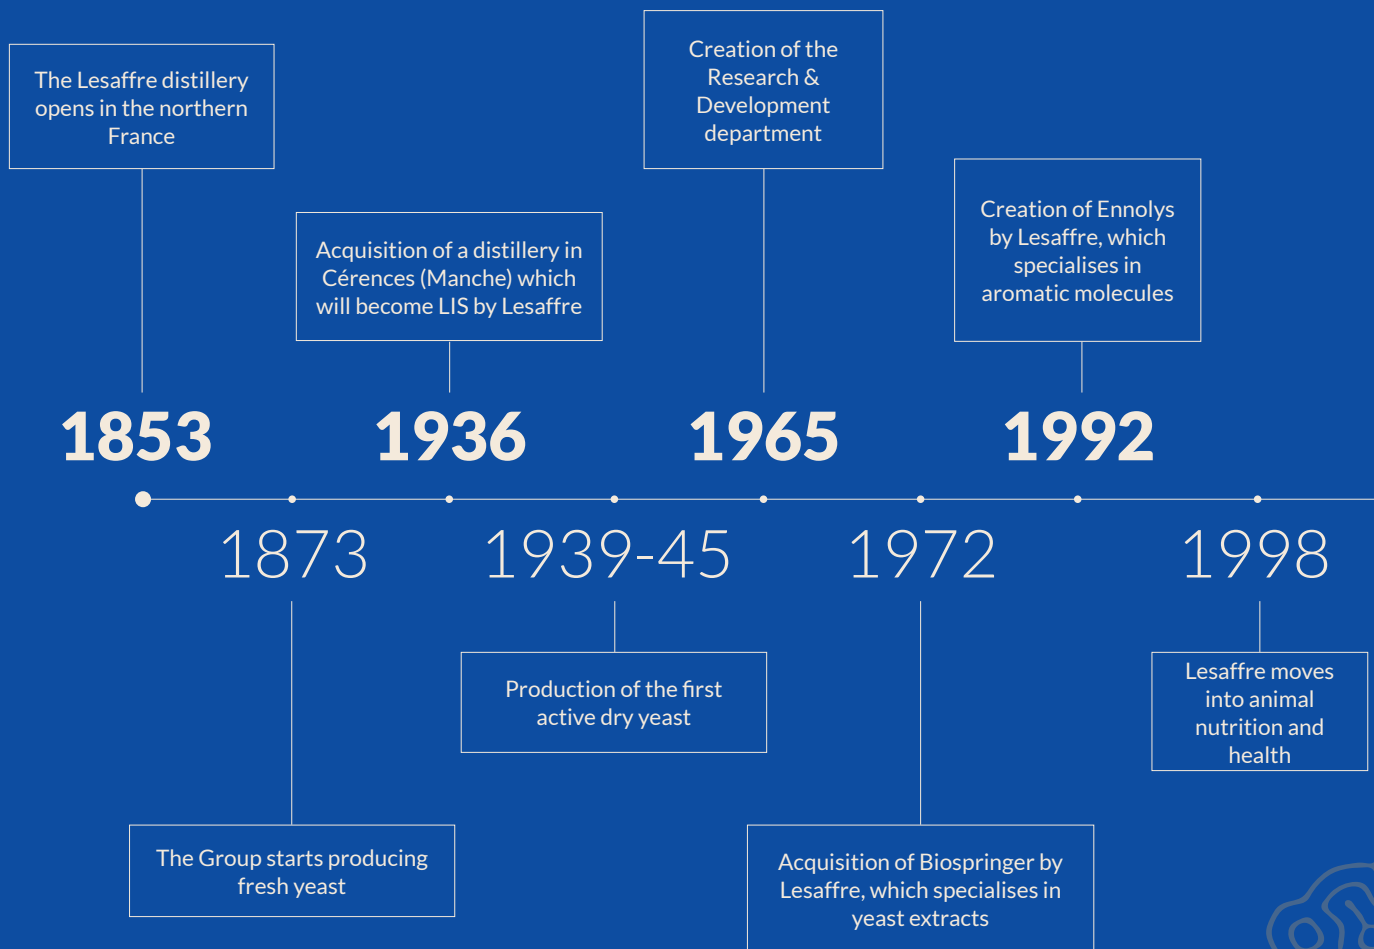 The Lesaffre distillery
opens in the northern
France
1853
1873
The Group starts producing
fresh yeast
Acquisition of a distillery in
Cérences (Manche) which
will become LIS by Lesaffre
1936
1939-45
Production of the first
active dry yeast
Creation of the
Research &
Development
department
1965
1972
Acquisition of Biospringer by
Lesaffre, which specialises in
yeast extracts
Creation of Ennolys
by Lesaffre, which
specialises in
aromatic molecules
1992
1998
Lesaffre moves
into animal
nutrition and
health